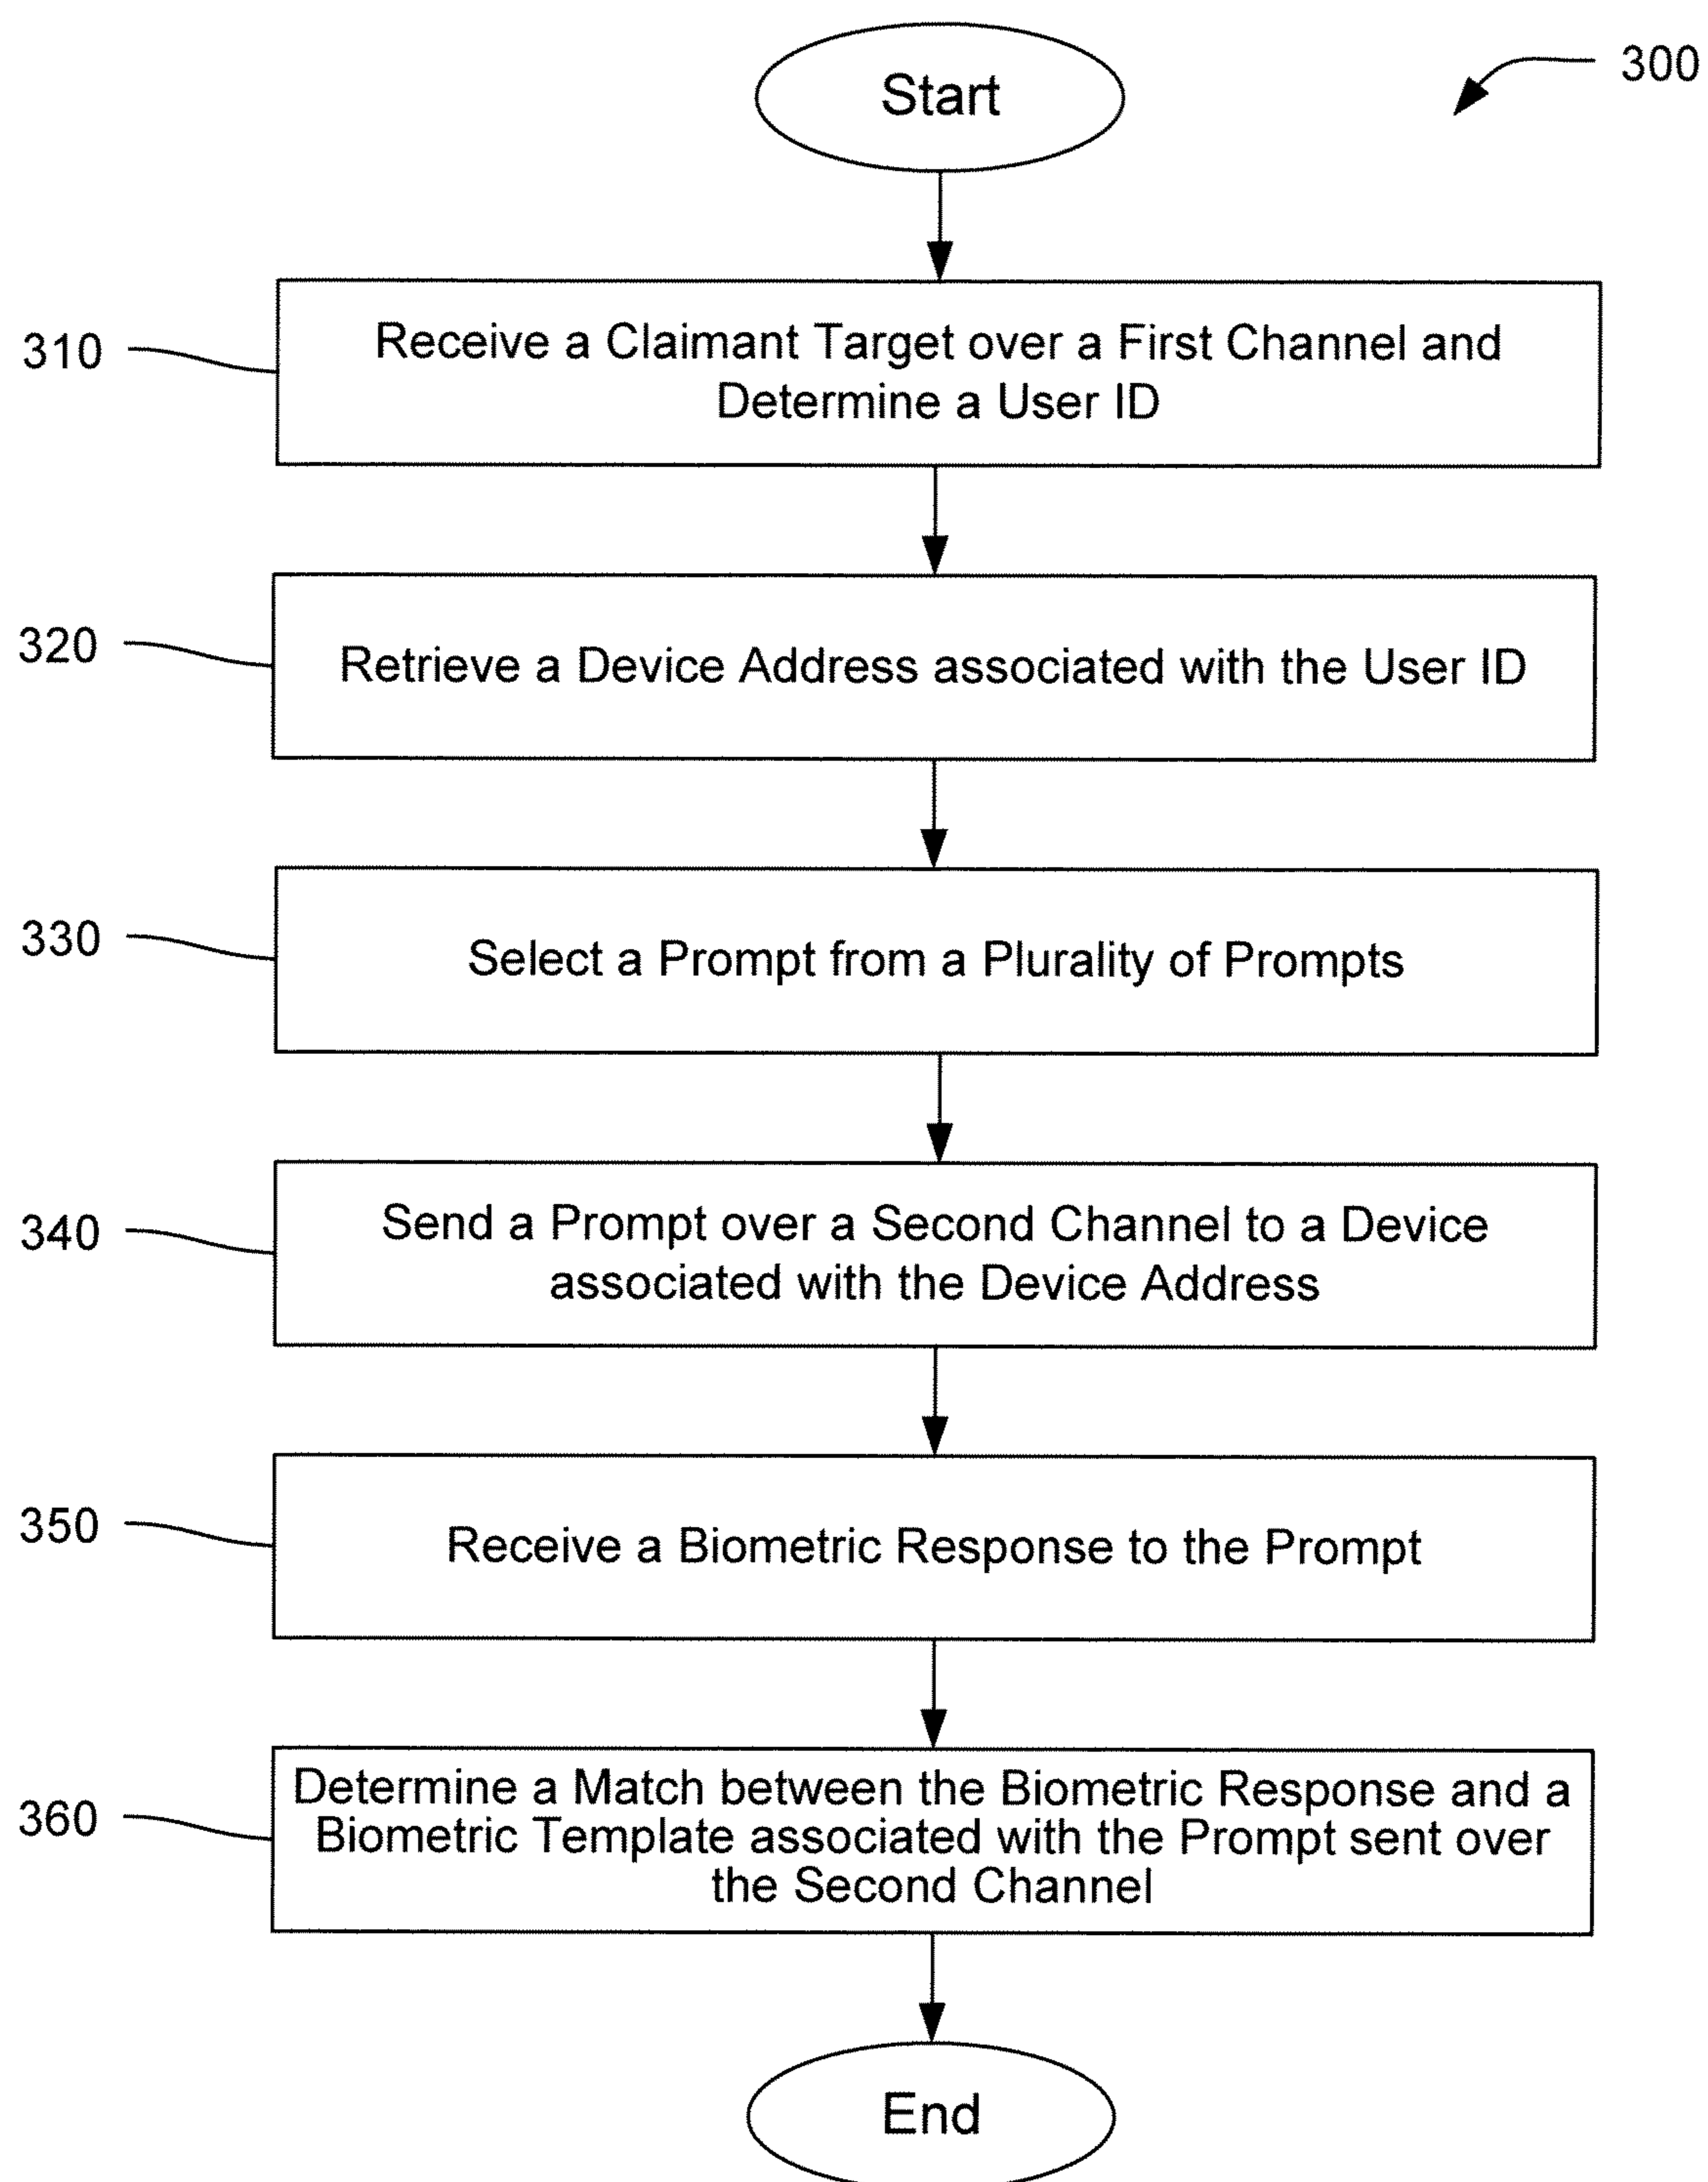 Start
300
310
Receive a Claimant Target over a First Channel and
Determine a User ID
320
Retrieve a Device Address associated with the User ID
330
Select a Prompt from a Plurality of Prompts
340
Send a Prompt over a Second Channel to a Device
associated with the Device Address
350
Receive a Biometric Response to the Prompt
360
Determine a Match between the Biometric Response and a
Biometric Template associated with the Prompt sent over
the Second Channel
End